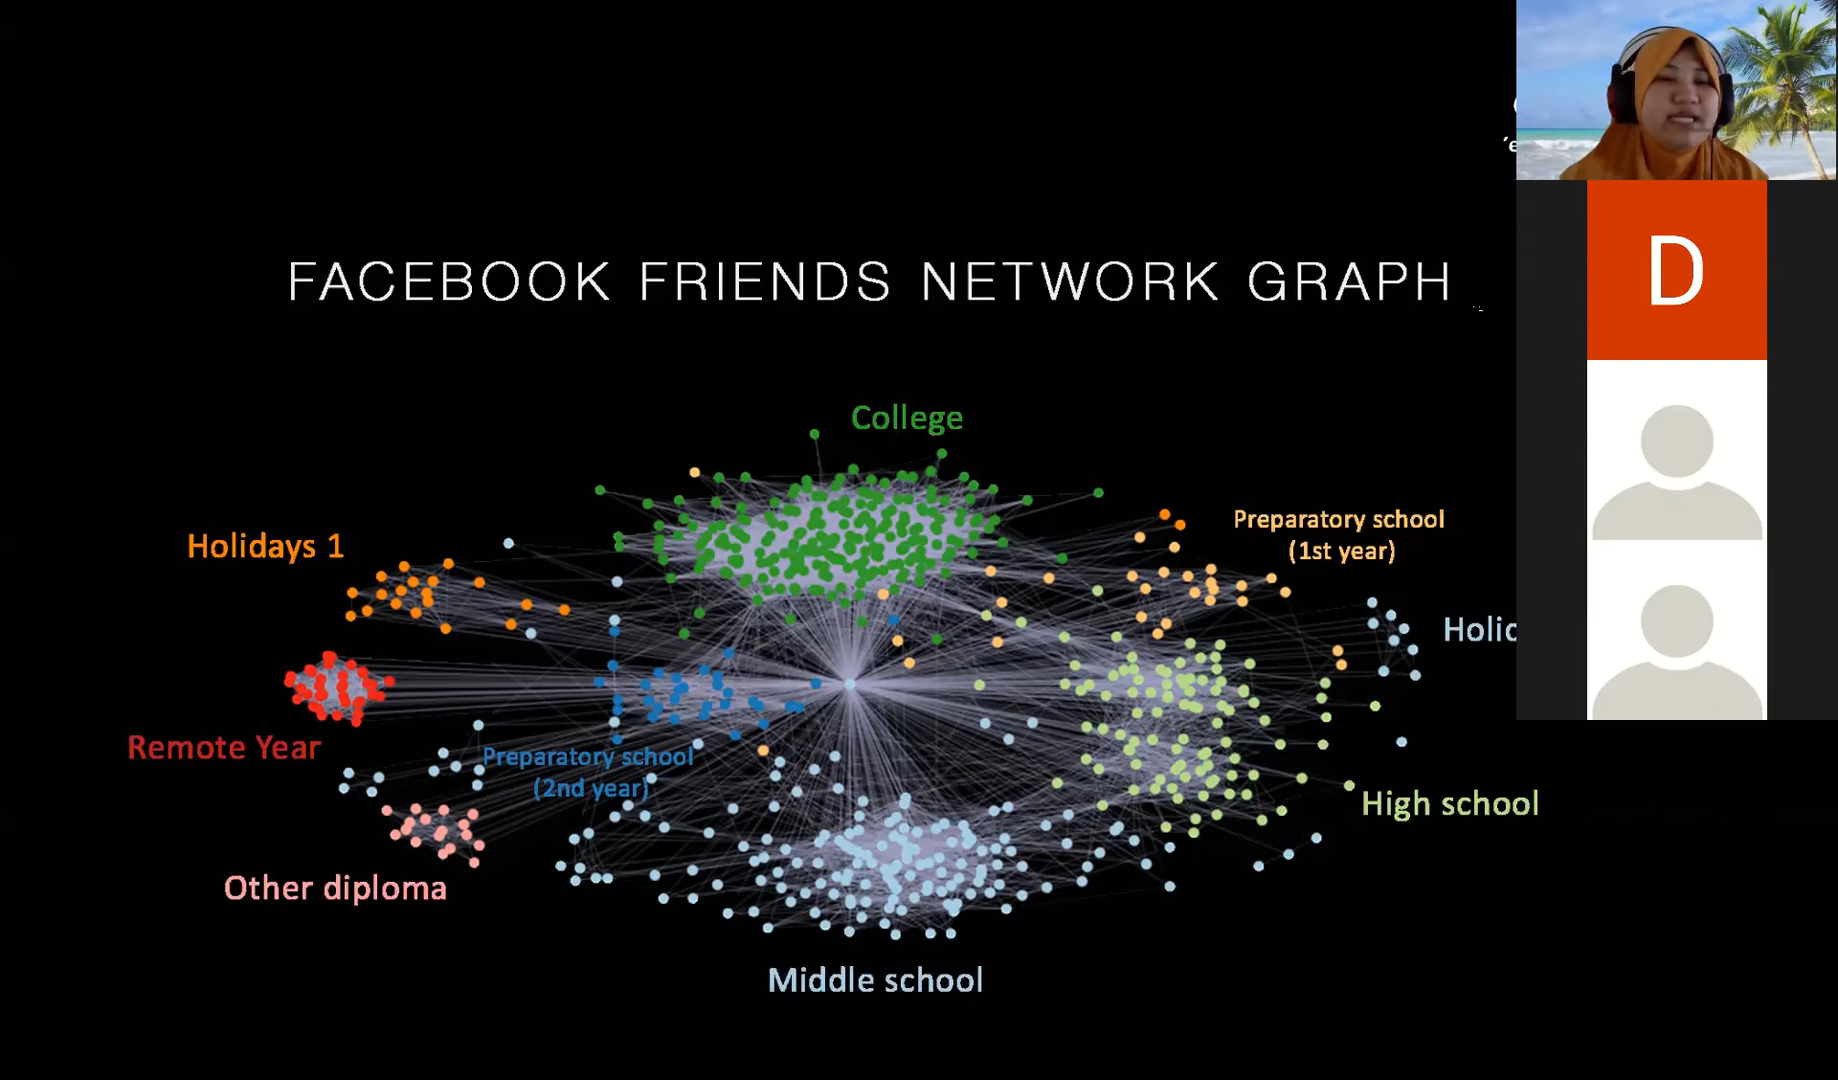 D
FACEBOOK FRIENDS NETWORK GRAPH
College
Preparatory school
(1st year)
Holidays 1
Remote Year
Preparatory school
(2nd year)
High school
Other diploma
Middle school